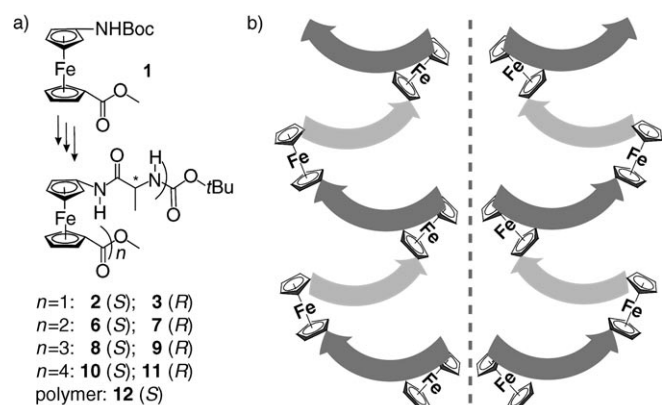 a)
NHBoc
Fe
1
O
O
O
H
N
*
N
H
O
OtBu
Fe
O
O
n
n=1: 2 (S); 3 (R)
n=2: 6 (S); 7 (R)
n=3: 8 (S); 9 (R)
n=4: 10 (S); 11 (R)
polymer: 12 (S)
b)
Fe
Fe
Fe
Fe
Fe
Fe
Fe
Fe
Fe
Fe